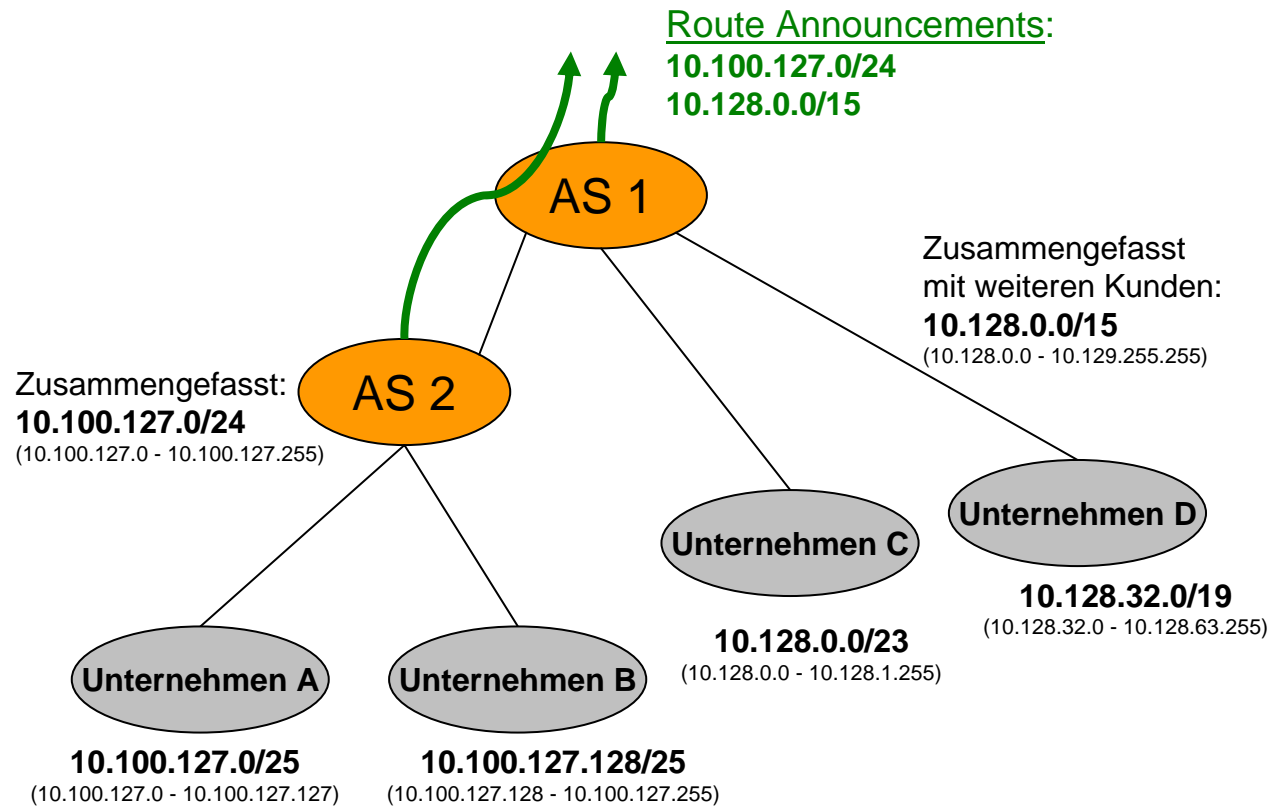 Route Announcements:
10.100.127.0/24
10.128.0.0/15
AS 1
Zusammengefasst
mit weiteren Kunden:
10.128.0.0/15
(10.128.0.0 - 10.129.255.255)
AS 2
Zusammengefasst:
10.100.127.0/24
(10.100.127.0 - 10.100.127.255)
Unternehmen D
Unternehmen C
10.128.32.0/19
(10.128.32.0 - 10.128.63.255)
10.128.0.0/23
(10.128.0.0 - 10.128.1.255)
Unternehmen A
Unternehmen B
10.100.127.0/25
(10.100.127.0 - 10.100.127.127)
10.100.127.128/25
(10.100.127.128 - 10.100.127.255)